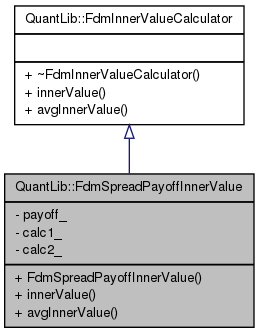 QuantLib::FdmInnerValueCalculator
+ ~FdmInnerValueCalculator()
+ innerValue()
+ avgInnerValue()
QuantLib::FdmSpreadPayoffInnerValue
- payoff_
- calc1_
- calc2_
+ FdmSpreadPayoffInnerValue()
+ innerValue()
+ avgInnerValue()